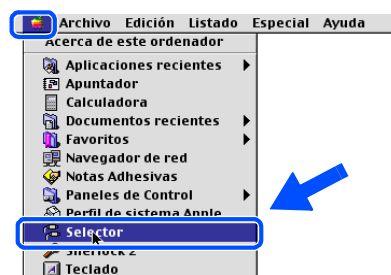 Archivo Edición Listado Especial Ayuda
Acerca de este ordenador
Aplicaciones recientes
Apuntador
Calculadora
Documentos recientes
Favoritos
Navegador de red
Notas Adhesivas
Paneles de Control
Perfil de sistema Apple
Selector
Sherlock 2
Teclado